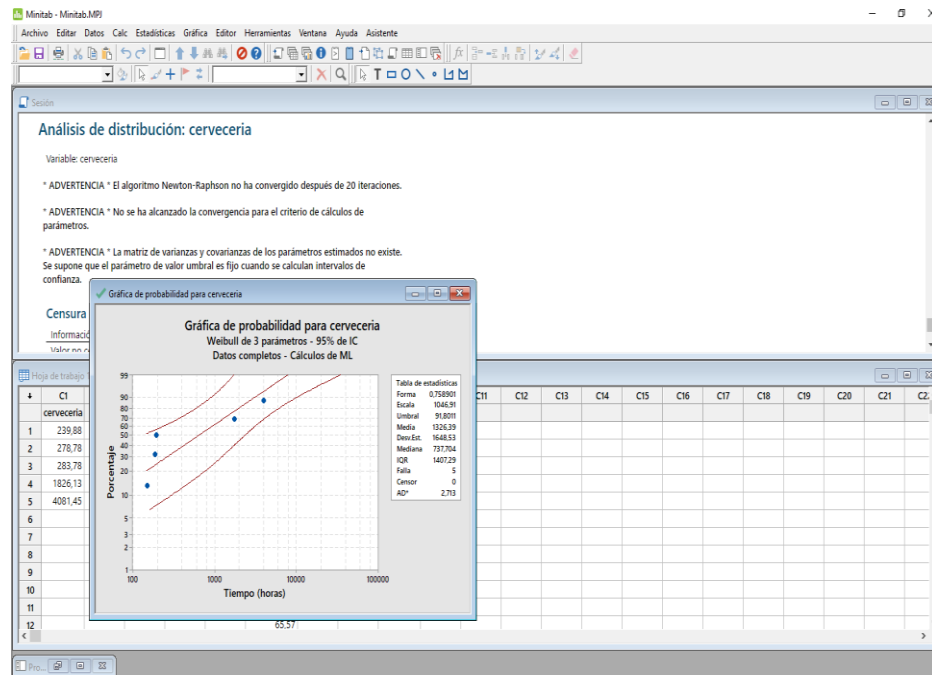 Minitab - Minitab.MPJ
Archivo Editar Datos Calc Estadísticas Gráfica Editor Herramientas Ventana Ayuda Asistente
Sesión
Análisis de distribución: cerveceria
Variable: cerveceria
* ADVERTENCIA * El algoritmo Newton-Raphson no ha convergido después de 20 iteraciones.
* ADVERTENCIA * No se ha alcanzado la convergencia para el criterio de cálculos de
parámetros.
* ADVERTENCIA * La matriz de varianzas y covarianzas de los parámetros estimados no existe.
Se supone que el parámetro de valor umbral es fijo cuando se calculan intervalos de
confianza.
Censura
Informació
Valor no c
Gráfica de probabilidad para cerveceria
Gráfica de probabilidad para cerveceria
Weibull de 3 parámetros - 95% de IC
Datos completos - Cálculos de ML
Porcentaje
99
90
80
70
60
50
40
30
20
10
5
3
2
1
100 1000 10000 100000
Tiempo (horas)
Tabla de estadísticas
Forma 0,758901
Escala 1046,91
Umbral 91,8011
Media 1326,39
Desv.Est. 1648,53
Mediana 737,704
IQR 1407,29
Falla 5
Censor 0
AD* 2,713
Hoja de trabajo 1
C1 C11 C12 C13 C14 C15 C16 C17 C18 C19 C20 C21 C2
cerveceria
1 239,88
2 278,78
3 283,78
4 1826,13
5 4081,45
6
7
8
9
10
11
12 65,57
Pro...